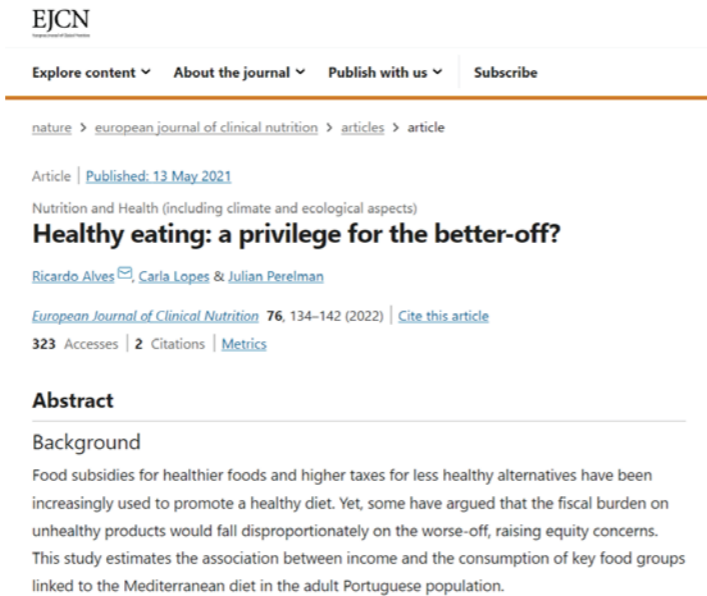 EJCN
European Journal of Clinical Nutrition
Explore content About the journal Publish with us Subscribe
nature > european journal of clinical nutrition > articles > article
Article | Published: 13 May 2021
Nutrition and Health (including climate and ecological aspects)
Healthy eating: a privilege for the better-off?
Ricardo Alves, Carla Lopes & Julian Perelman
European Journal of Clinical Nutrition 76, 134–142 (2022) | Cite this article
323 Accesses | 2 Citations | Metrics
Abstract
Background
Food subsidies for healthier foods and higher taxes for less healthy alternatives have been
increasingly used to promote a healthy diet. Yet, some have argued that the fiscal burden on
unhealthy products would fall disproportionately on the worse-off, raising equity concerns.
This study estimates the association between income and the consumption of key food groups
linked to the Mediterranean diet in the adult Portuguese population.